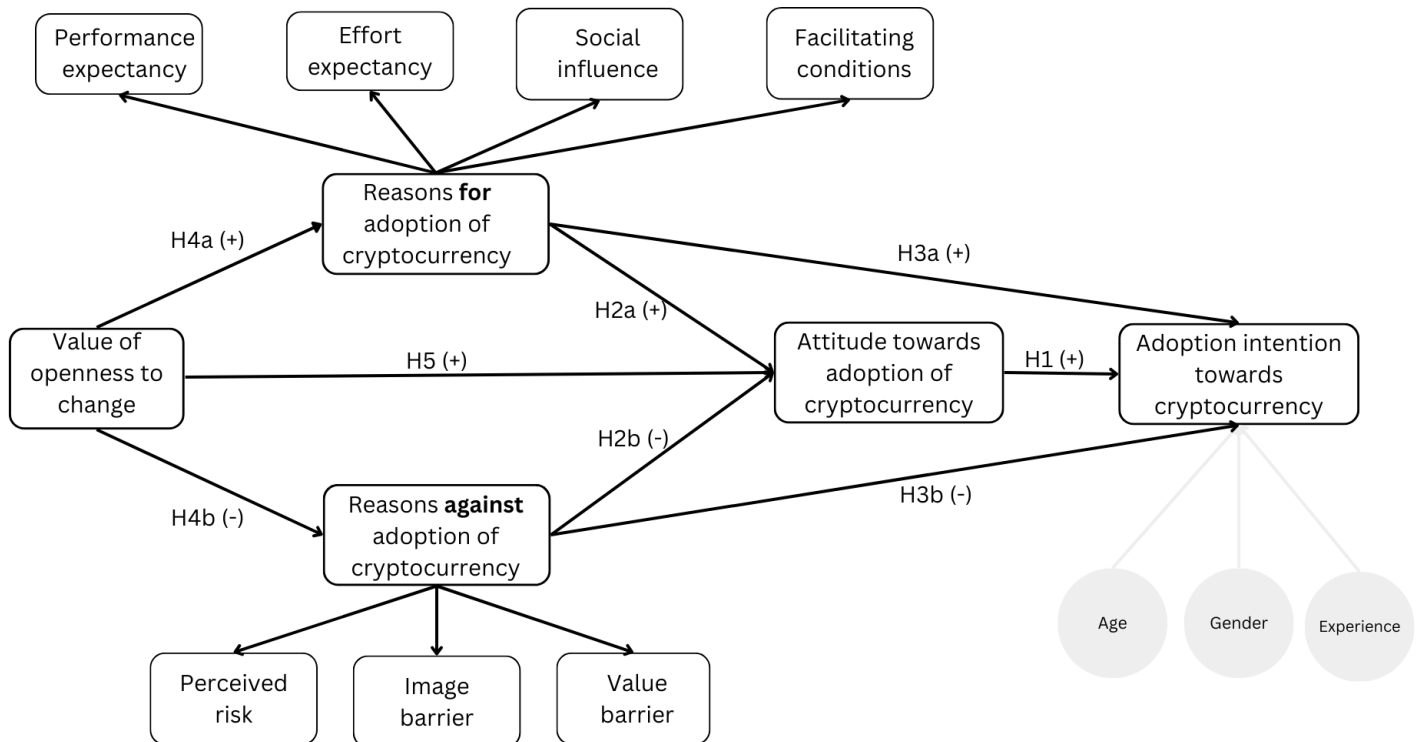 Performance
expectancy
Effort
expectancy
Social
influence
Facilitating
conditions
Reasons for
adoption of
cryptocurrency
H4a (+)
H3a (+)
H2a (+)
Value of
openness to
change
H5 (+)
Attitude towards
adoption of
cryptocurrency
H1 (+)
Adoption intention
towards
cryptocurrency
H2b (-)
H4b (-)
Reasons against
adoption of
cryptocurrency
H3b (-)
Age
Gender
Experience
Perceived
risk
Image
barrier
Value
barrier